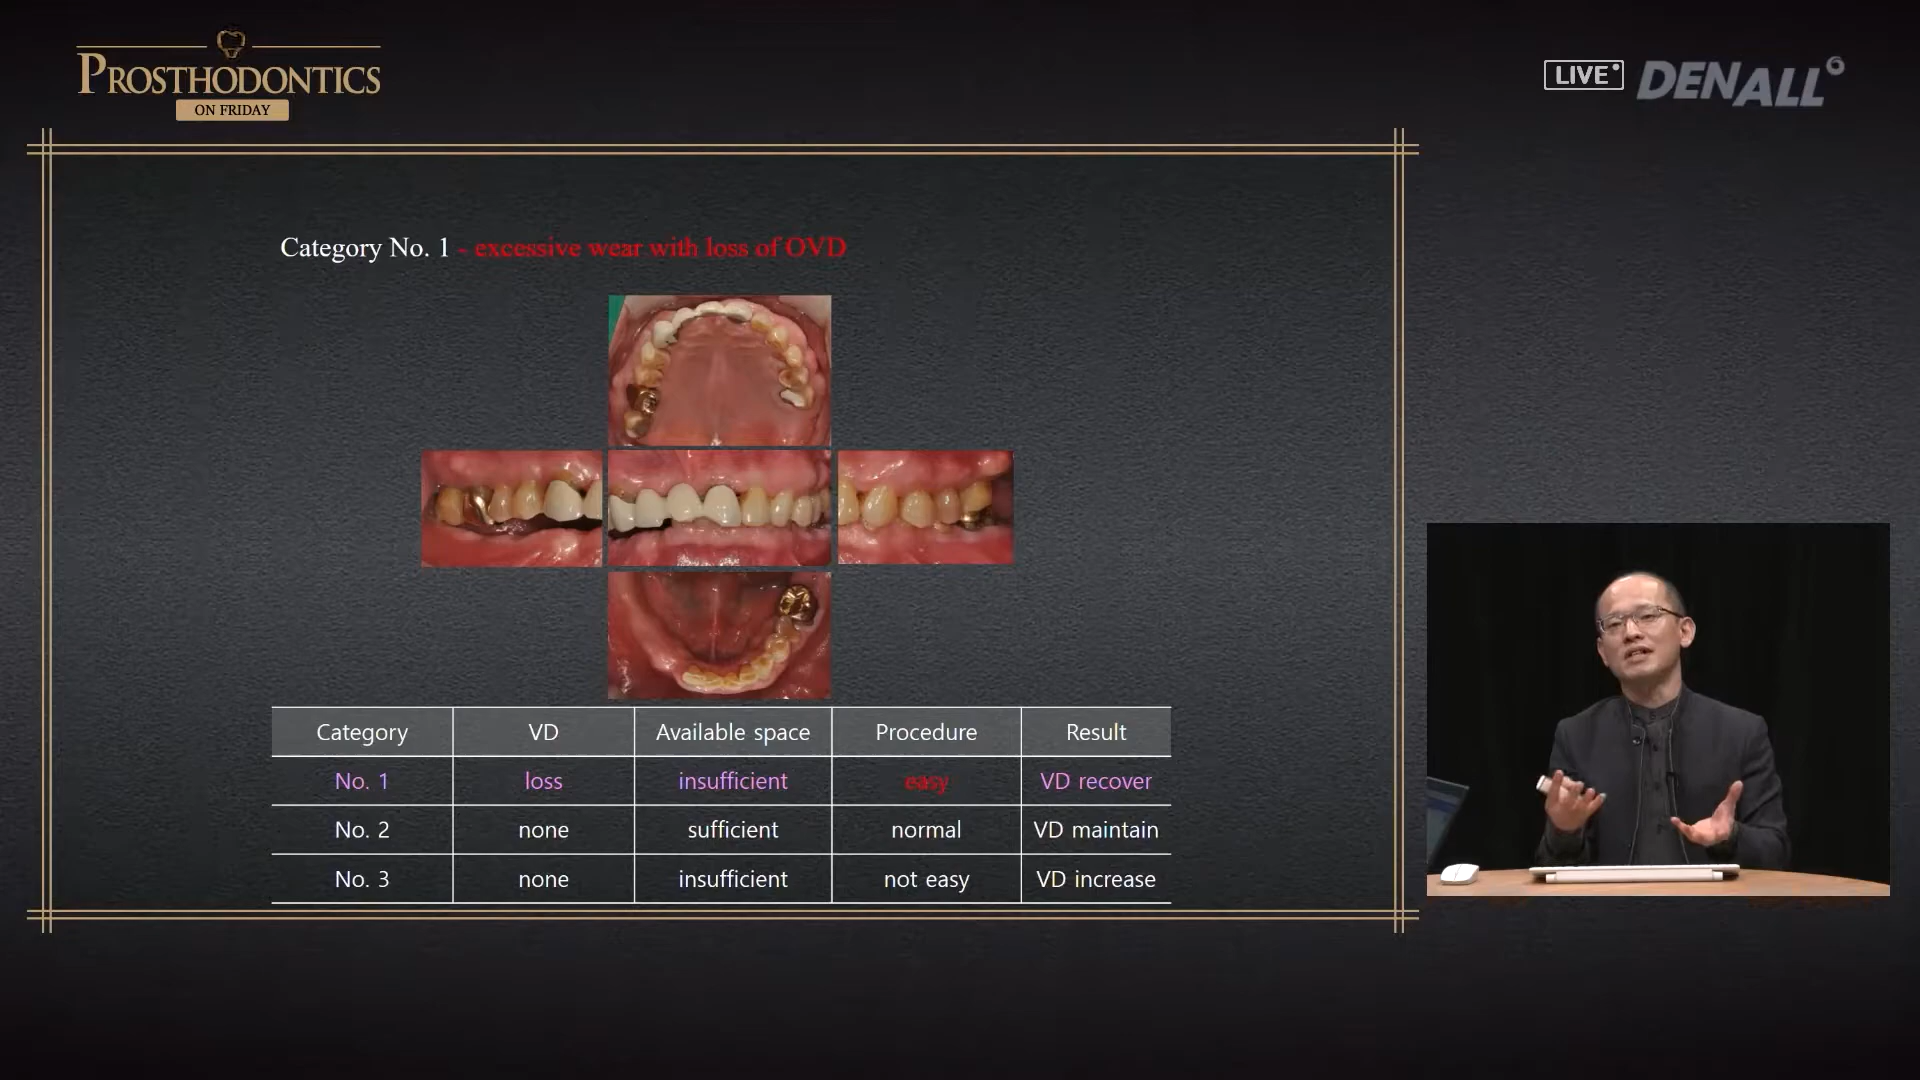 PROSTHODONTICS
ON FRIDAY
LIVE
DENALL
Category No. 1 - excessive wear with loss of OVD
Category VD Available space Procedure Result
No. 1 loss insufficient easy VD recover
No. 2 none sufficient normal VD maintain
No. 3 none insufficient not easy VD increase